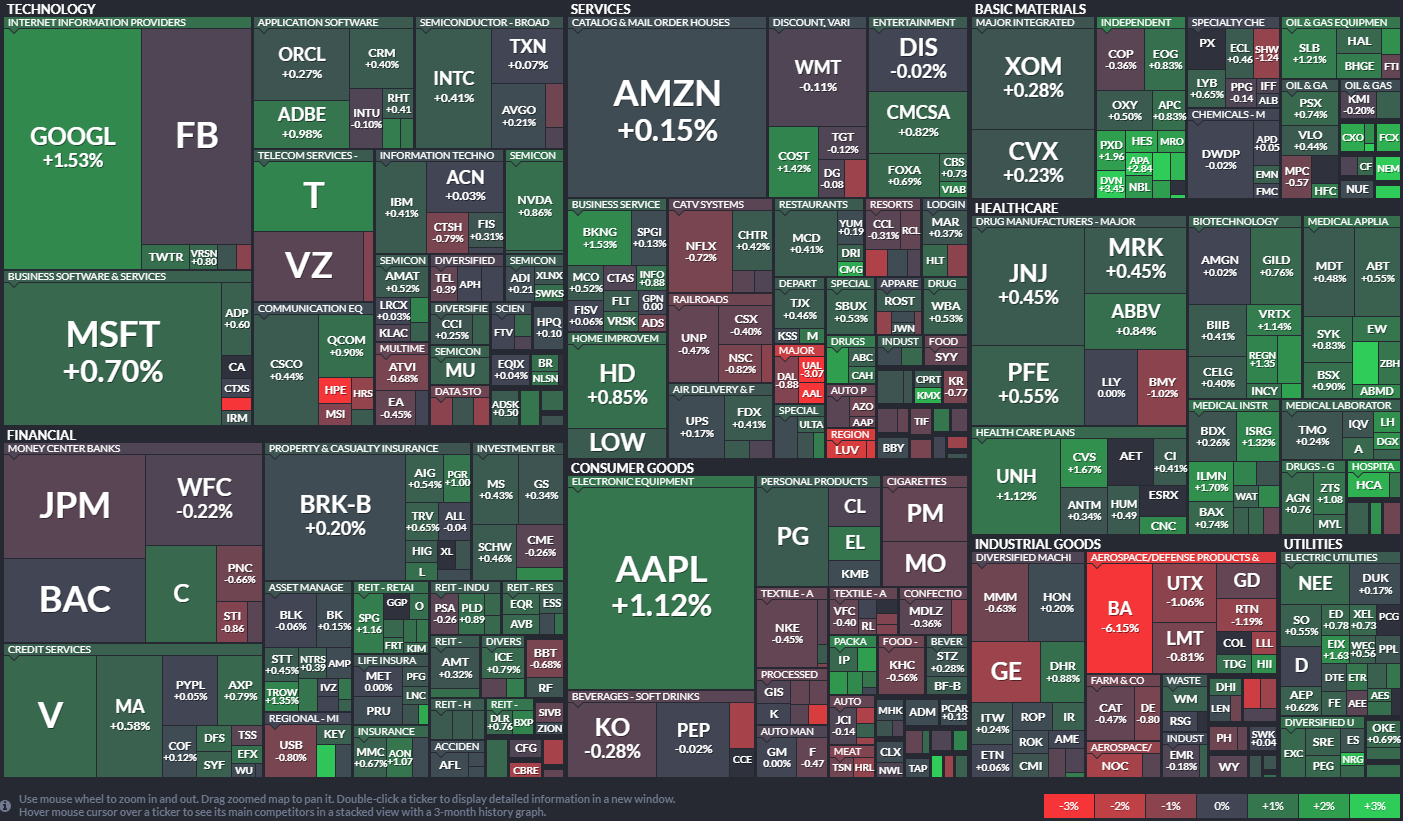 TECHNOLOGY
INTERNET INFORMATION PROVIDERS
GOOGL
+1.53%
FB
TWTR
VRSN
+0.80
APPLICATION SOFTWARE
ORCL
+0.27%
CRM
+0.40%
ADBE
+0.98%
INTU
-0.10%
RHT
+0.41
SEMICONDUCTOR - BROAD
INTC
+0.41%
TXN
+0.07%
AVGO
+0.21%
TELECOM SERVICES -
T
VZ
INFORMATION TECHNO
IBM
+0.41%
ACN
+0.03%
CTSH
-0.79%
FIS
+0.31%
SEMICON
NVDA
+0.86%
BUSINESS SOFTWARE & SERVICES
MSFT
+0.70%
ADP
+0.60
CA
CTXS
IRM
COMMUNICATION EQ
CSCO
+0.44%
QCOM
+0.90%
HPE
HRS
MSI
SEMICON
AMAT
+0.52%
LRCX
+0.03%
KLAC
DIVERSIFIED
TEL
-0.39
APH
SEMICON
ADI
+0.21
XLNX
SWKS
DIVERSIFIE
CCI
+0.25%
SCIEN
FTV
HPQ
+0.10
MULTIME
ATVI
-0.68%
EA
-0.45%
SEMICON
MU
DATA STO
EQIX
+0.04%
BR
NLSN
ADSK
+0.50
SERVICES
CATALOG & MAIL ORDER HOUSES
AMZN
+0.15%
DISCOUNT, VARI
WMT
-0.11%
COST
+1.42%
TGT
-0.12%
DG
-0.08
ENTERTAINMENT
DIS
-0.02%
CMCSA
+0.82%
FOXA
+0.69%
CBS
+0.73
VIAB
BUSINESS SERVICE
BKNG
+1.53%
SPGI
+0.13%
MCO
+0.52%
CTAS
INFO
+0.88
FISV
+0.06%
FLT
GPN
0.00
VRSK
ADS
CATV SYSTEMS
NFLX
-0.72%
CHTR
+0.42%
RESTAURANTS
MCD
+0.41%
YUM
+0.19
DRI
CMG
RESORTS
CCL
-0.31%
RCL
LODGIN
MAR
+0.37%
HLT
RAILROADS
UNP
-0.47%
CSX
-0.40%
NSC
-0.82%
DEPART
TJX
+0.46%
KSS
M
SPECIAL
SBUX
+0.53%
APPARE
ROST
JWN
DRUG
WBA
+0.53%
HOME IMPROVEM
HD
+0.85%
LOW
MAJOR
DAL
-0.88
UAL
-3.07
AAL
DRUGS
ABC
CAH
INDUST
FOOD
SYY
CPRT
KMX
KR
-0.77
AIR DELIVERY & F
UPS
+0.17%
FDX
+0.41%
SPECIAL
ULTA
AUTO P
AZO
AAP
REGION
LUV
TIF
BBY
BASIC MATERIALS
MAJOR INTEGRATED
XOM
+0.28%
CVX
+0.23%
INDEPENDENT
COP
-0.36%
EOG
+0.83%
OXY
+0.50%
APC
+0.83%
PXD
+1.96
HES
MRO
APA
+2.84
DVN
+3.45
NBL
SPECIALTY CHE
PX
ECL
+0.46
SHW
-1.24
LYB
+0.65%
PPG
-0.14
IFF
ALB
OIL & GAS EQUIPMEN
SLB
+1.21%
HAL
BHGE
FTI
OIL & GA
PSX
+0.74%
VLO
+0.44%
MPC
-0.57
HFC
OIL & GAS
KMI
-0.20%
CXO
FCX
CF
NEM
NUE
CHEMICALS - M
DWDP
-0.02%
APD
+0.05
EMN
FMC
HEALTHCARE
DRUG MANUFACTURERS - MAJOR
JNJ
+0.45%
MRK
+0.45%
ABBV
+0.84%
PFE
+0.55%
LLY
0.00%
BMY
-1.02%
BIOTECHNOLOGY
AMGN
+0.02%
GILD
+0.76%
BIIB
+0.41%
VRTX
+1.14%
REGN
+1.35
CELG
+0.40%
INCY
MEDICAL APPLIA
MDT
+0.48%
ABT
+0.55%
SYK
+0.83%
EW
ZBH
BSX
+0.90%
ABMD
HEALTH CARE PLANS
UNH
+1.12%
CVS
+1.67%
AET
CI
+0.41%
ANTM
+0.34%
HUM
+0.49
ESRX
CNC
MEDICAL INSTR
BDX
+0.26%
ISRG
+1.32%
ILMN
+1.70%
WAT
BAX
+0.74%
MEDICAL LABORATOR
TMO
+0.24%
IQV
LH
A
DGX
DRUGS - G
AGN
+0.76
ZTS
+1.08
MYL
HOSPITA
HCA
FINANCIAL
MONEY CENTER BANKS
JPM
WFC
-0.22%
BAC
C
PNC
-0.66%
STI
-0.86
PROPERTY & CASUALTY INSURANCE
BRK-B
+0.20%
AIG
+0.54%
PGR
+1.00
TRV
+0.65%
ALL
-0.04
HIG
XL
L
INVESTMENT BR
MS
+0.43%
GS
+0.34%
SCHW
+0.46%
CME
-0.26%
CREDIT SERVICES
V
MA
+0.58%
PYPL
+0.05%
AXP
+0.79%
COF
+0.12%
DFS
SYF
TSS
EFX
WU
ASSET MANAGE
BLK
-0.06%
BK
+0.15%
STT
+0.45%
NTRS
+0.39
AMP
TROW
+1.35%
IVZ
REIT - RETAI
SPG
+1.16
GGP
O
FRT
KIM
REIT - INDU
PSA
-0.26
PLD
+0.89
REIT - RES
EQR
ESS
AVB
REIT -
AMT
+0.32%
DIVERS
ICE
+0.79%
BBT
-0.68%
RF
LIFE INSURA
MET
0.00%
PFG
LNC
PRU
REGIONAL - MI
USB
-0.80%
KEY
INSURANCE
MMC
+0.67%
AON
+1.07
REIT - H
REIT -
DLR
+0.76
BXP
SIVB
ZION
ACCIDEN
AFL
CFG
CBRE
CONSUMER GOODS
ELECTRONIC EQUIPMENT
AAPL
+1.12%
PERSONAL PRODUCTS
PG
CL
EL
KMB
CIGARETTES
PM
MO
TEXTILE - A
NKE
-0.45%
TEXTILE - A
VFC
-0.40
RL
CONFECTIO
MDLZ
-0.36%
PACKA
IP
FOOD -
KHC
-0.56%
BEVER
STZ
+0.28%
BF-B
BEVERAGES - SOFT DRINKS
KO
-0.28%
PEP
-0.02%
CCE
PROCESSED
GIS
K
AUTO
JCI
-0.14
MHK
ADM
PCAR
+0.13
AUTO MAN
GM
0.00%
F
-0.47
MEAT
TSN
HRL
CLX
NWL
TAP
INDUSTRIAL GOODS
DIVERSIFIED MACHI
MMM
-0.63%
HON
+0.20%
GE
DHR
+0.88%
ITW
+0.24%
ROP
IR
ETN
+0.06%
ROK
AME
CMI
AEROSPACE/DEFENSE PRODUCTS &
BA
-6.15%
UTX
-1.06%
GD
RTN
-1.19%
LMT
-0.81%
COL
LLL
TDG
HII
FARM & CO
CAT
-0.47%
DE
-0.80
WASTE
WM
RSG
DHI
LEN
AEROSPACE/
NOC
INDUST
EMR
-0.18%
PH
SWK
+0.04
WY
UTILITIES
ELECTRIC UTILITIES
NEE
DUK
+0.17%
SO
+0.55%
ED
+0.78
XEL
+0.73
PCG
D
EIX
+1.63
WEC
+0.56
PPL
DTE
ETR
AEP
+0.62%
FE
AEE
AES
DIVERSIFIED U
EXC
SRE
ES
OKE
+0.69%
PEG
NRG
Use mouse wheel to zoom in and out. Drag zoomed map to pan it. Double-click a ticker to display detailed information in a new window.
Hover mouse cursor over a ticker to see its main competitors in a stacked view with a 3-month history graph.
-3%
-2%
-1%
0%
+1%
+2%
+3%